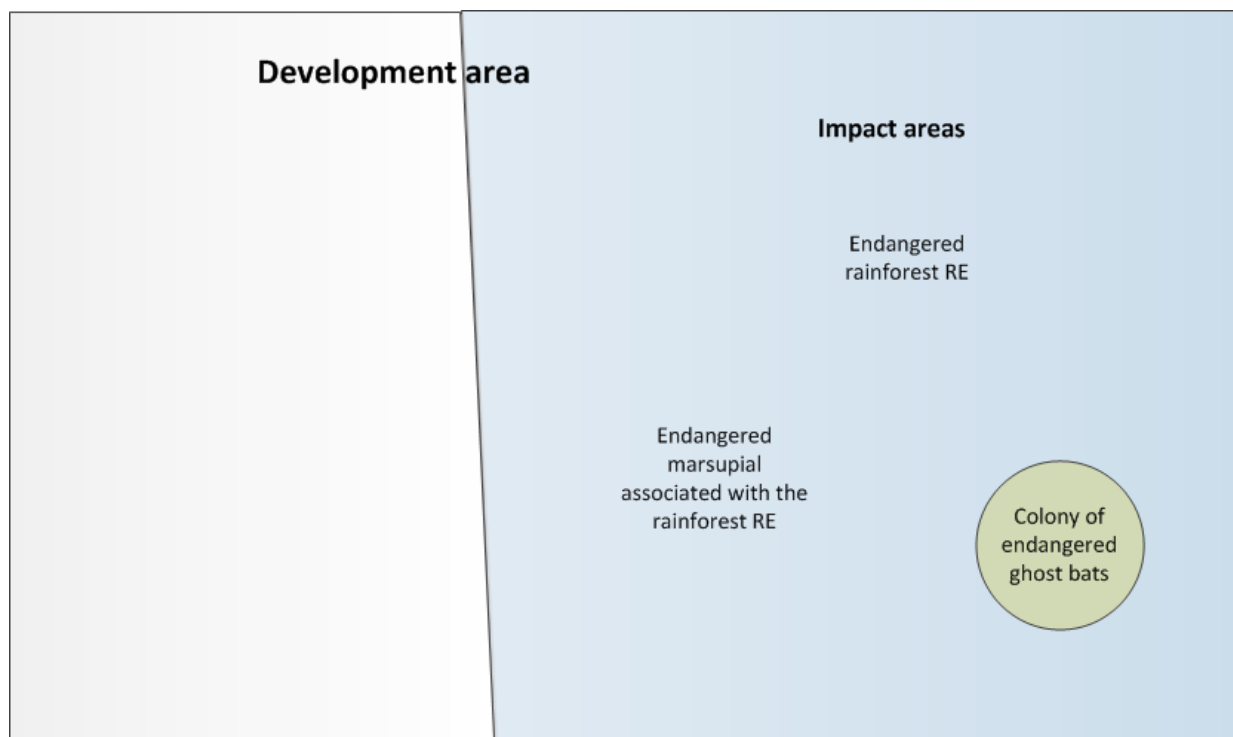 Development area
Impact areas
Endangered
rainforest RE
Endangered
marsupial
associated with the
rainforest RE
Colony of
endangered
ghost bats